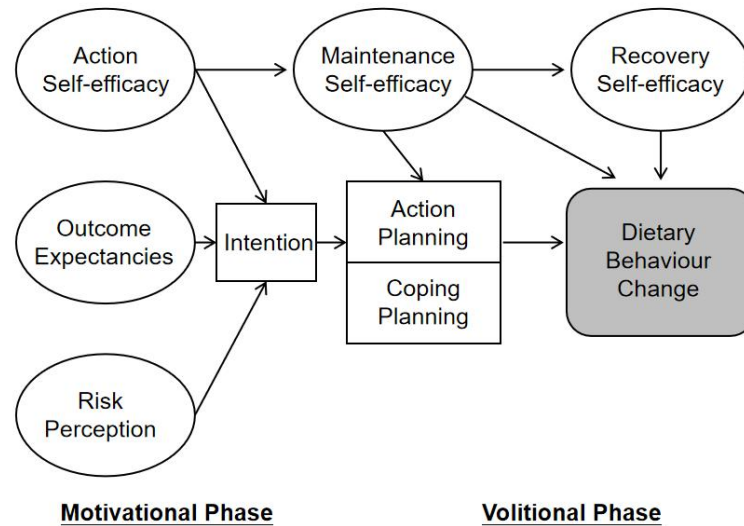 Action
Self-efficacy
Maintenance
Self-efficacy
Recovery
Self-efficacy
Outcome
Expectancies
Intention
Action
Planning
Coping
Planning
Dietary
Behaviour
Change
Risk
Perception
Motivational Phase
Volitional Phase